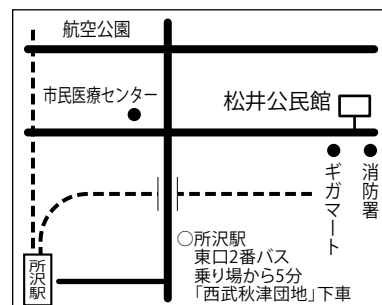 航空公園
市民医療センター
松井公民館
ギガマート
消防署
所沢駅
○所沢駅
東口2番バス
乗り場から5分
「西武秋津団地」下車